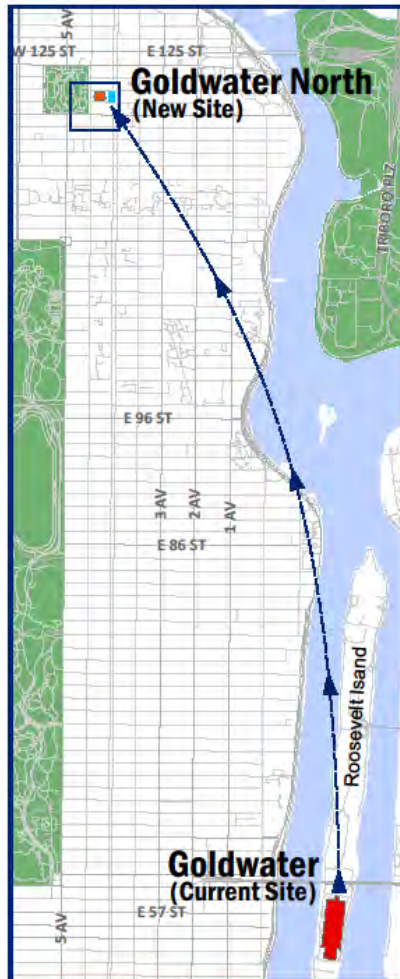 5 AV
W 125 ST
E 125 ST
Goldwater North
(New Site)
TRIBORO PLZ
E 96 ST
3 AV
2 AV
1 AV
E 86 ST
Roosevelt Isand
Goldwater
(Current Site)
E 57 ST
5 AV